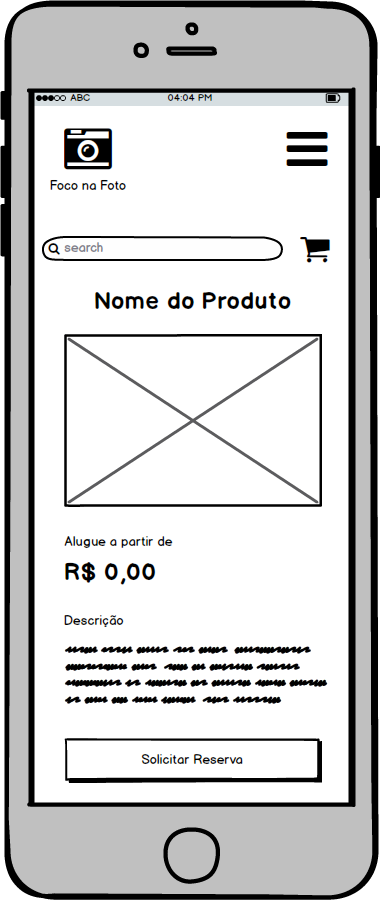 ABC
04:04 PM
Foco na Foto
search
Nome do Produto
Alugue a partir de
R$ 0,00
Descrição
Solicitar Reserva